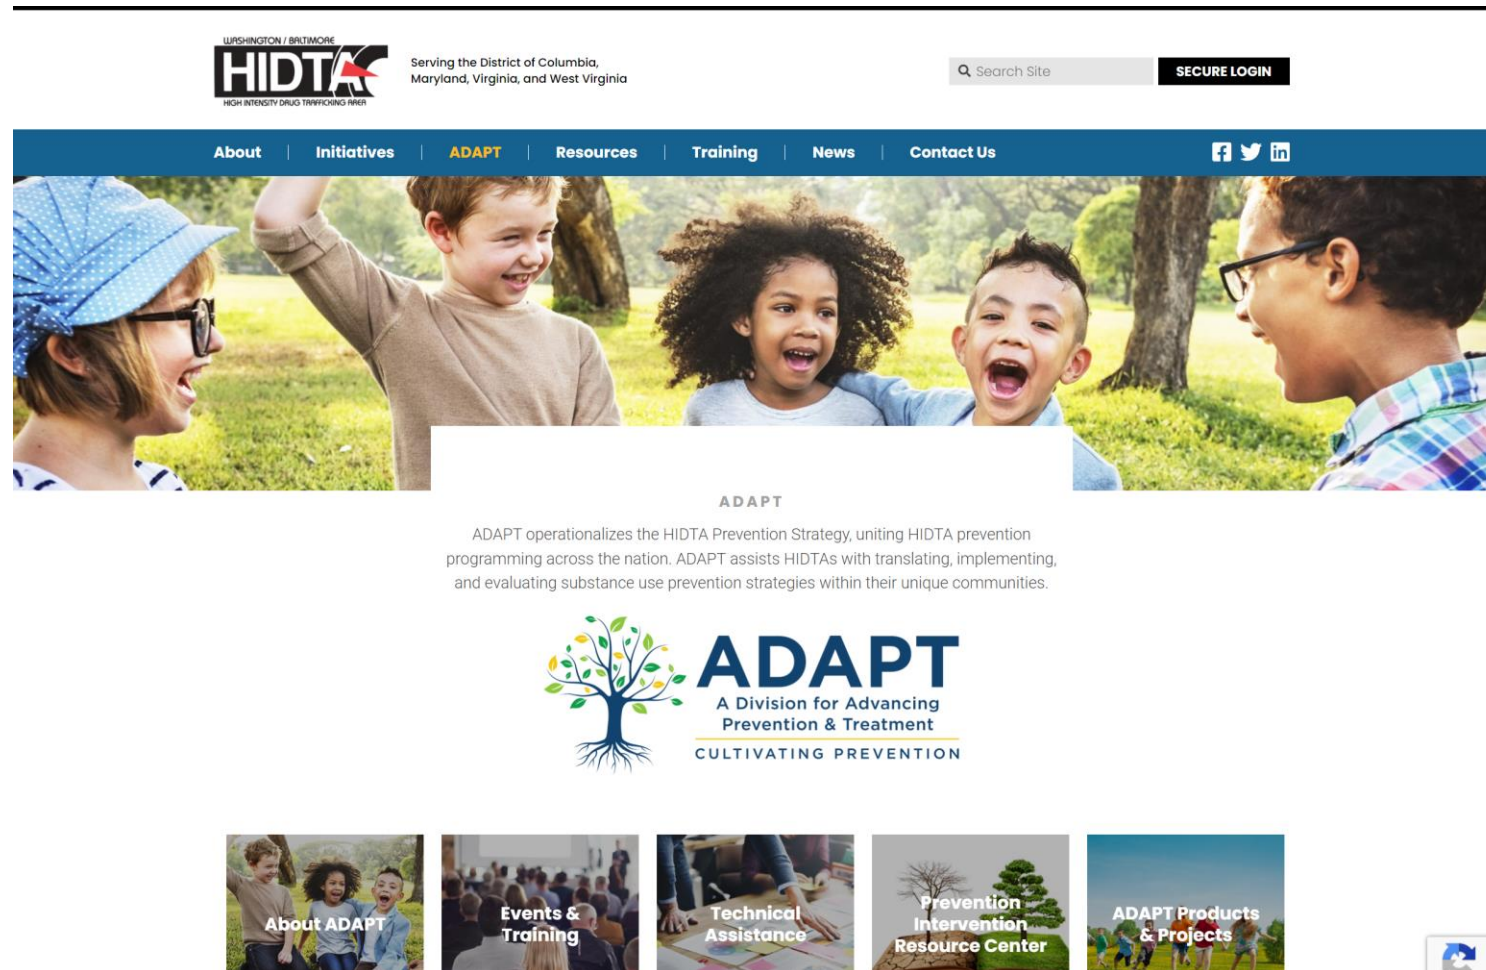 WASHINGTON / BALTIMORE
HIDTA
HIGH INTENSITY DRUG TRAFFICKING AREA
Serving the District of Columbia,
Maryland, Virginia, and West Virginia
Search Site
SECURE LOGIN
About | Initiatives | ADAPT | Resources | Training | News | Contact Us
ADAPT
ADAPT operationalizes the HIDTA Prevention Strategy, uniting HIDTA prevention
programming across the nation. ADAPT assists HIDTAs with translating, implementing,
and evaluating substance use prevention strategies within their unique communities.
ADAPT
A Division for Advancing
Prevention & Treatment
CULTIVATING PREVENTION
About ADAPT
Events &
Training
Technical
Assistance
Prevention
Intervention
Resource Center
ADAPT Products
& Projects